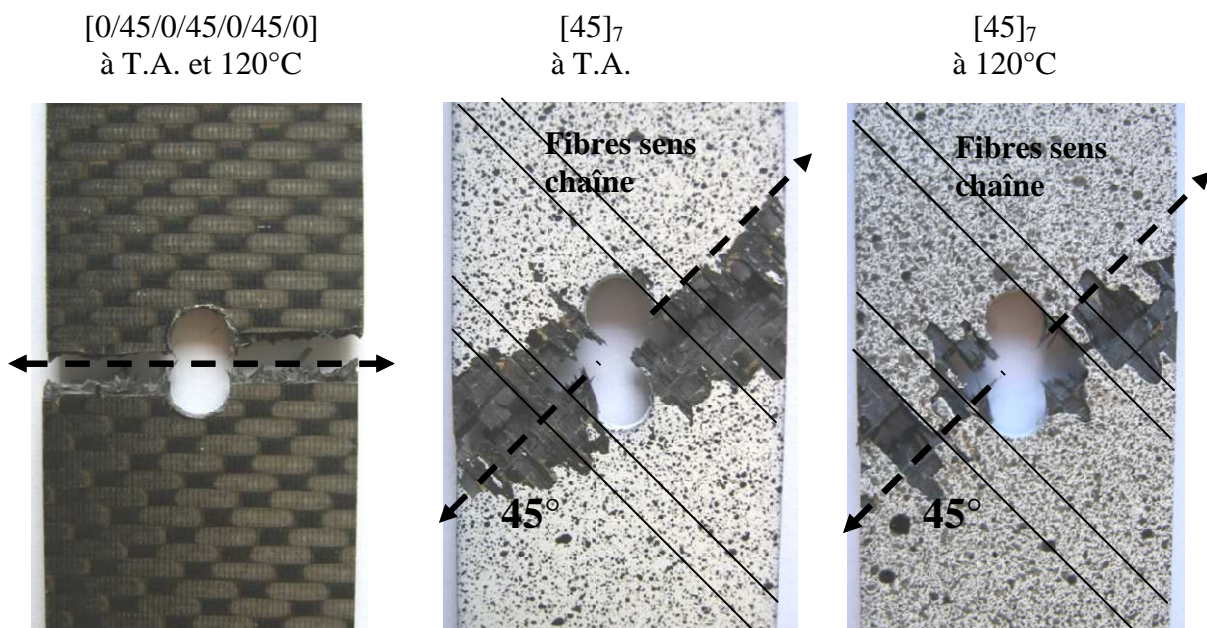 [0/45/0/45/0/45/0]
à T.A. et 120°C
[45]₇
à T.A.
[45]₇
à 120°C
Fibres sens
chaîne
45°
Fibres sens
chaîne
45°